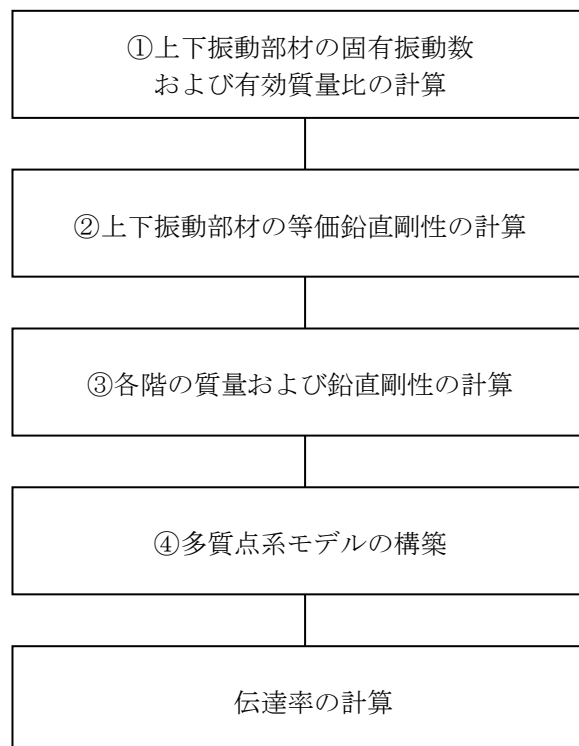 ①上下振動部材の固有振動数
および有効質量比の計算
②上下振動部材の等価鉛直剛性の計算
③各階の質量および鉛直剛性の計算
④多質点系モデルの構築
伝達率の計算